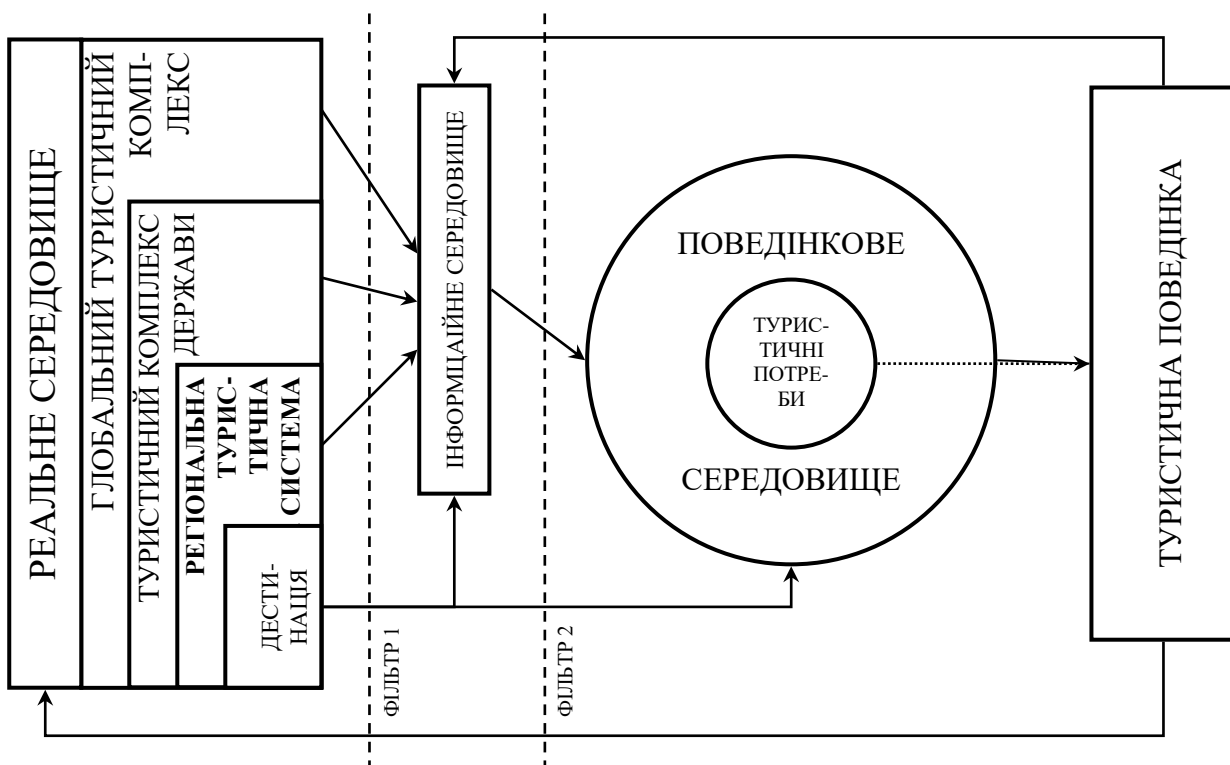 РЕАЛЬНЕ СЕРЕДОВИЩЕ
ГЛОБАЛЬНИЙ ТУРИСТИЧНИЙ
КОМП-
ЛЕКС
ТУРИСТИЧНИЙ КОМПЛЕКС
ДЕРЖАВИ
РЕГІОНАЛЬНА
ТУРИС-
ТИЧНА
СИСТЕМА
ДЕСТИ-
НАЦІЯ
ФІЛЬТР 1
ІНФОРМЦАІЙНЕ СЕРЕДОВИЩЕ
ФІЛЬТР 2
ПОВЕДІНКОВЕ
ТУРИС-
ТИЧНІ
ПОТРЕ-
БИ
СЕРЕДОВИЩЕ
ТУРИСТИЧНА ПОВЕДІНКА